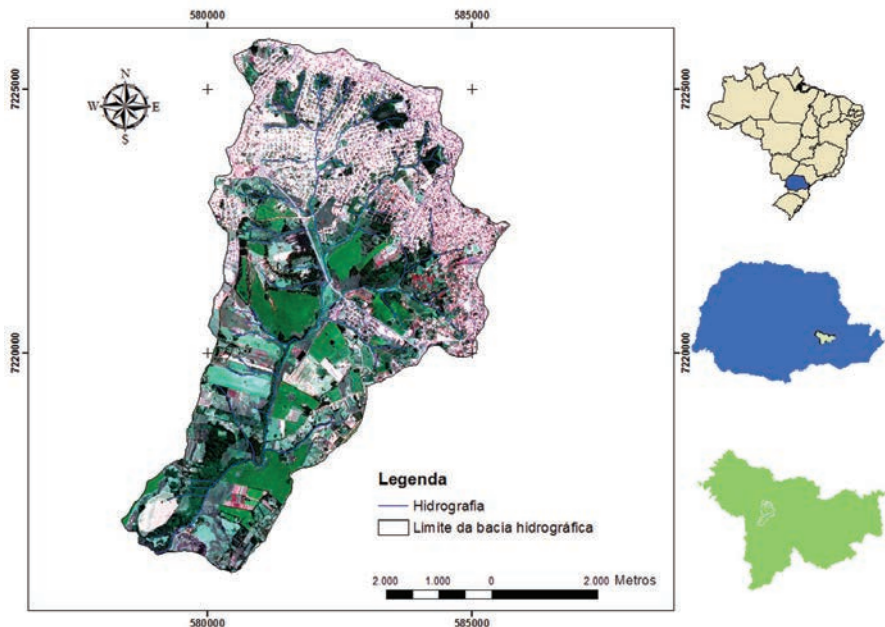 580000 585000
7225000 7225000
N
W E
S
7220000 7220000
Legenda
Hidrografia
Limite da bacia hidrográfica
2.000 1.000 0 2.000 Metros
580000 585000